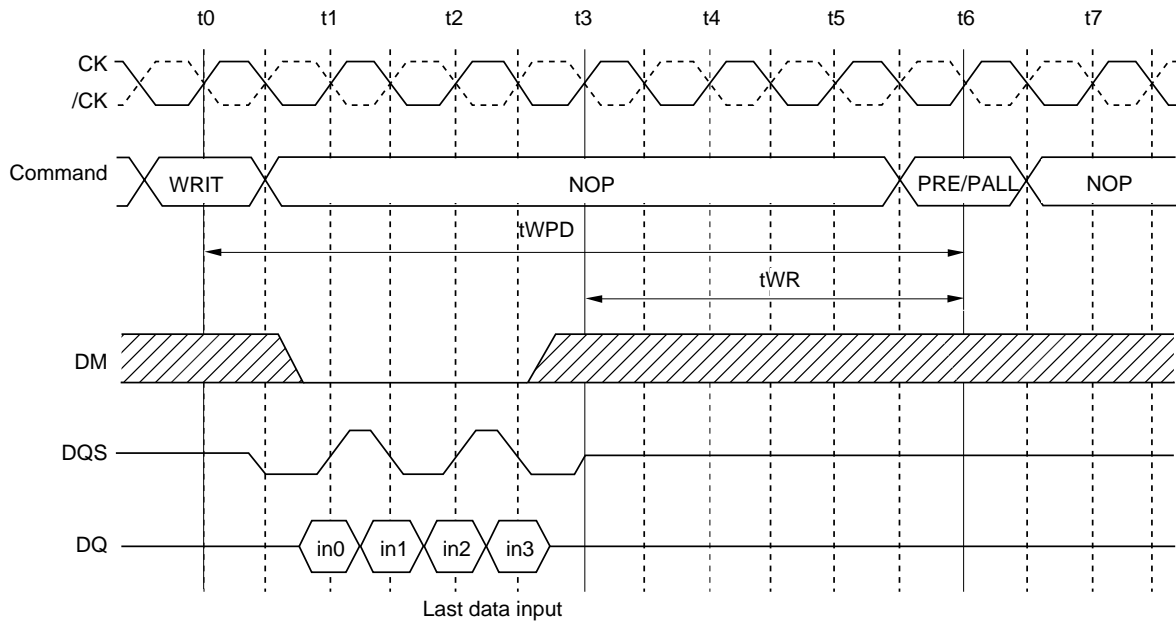 t0 t1 t2 t3 t4 t5 t6 t7
CK
/CK
Command WRIT NOP PRE/PALL NOP
tWPD
tWR
DM
DQS
DQ in0 in1 in2 in3
Last data input